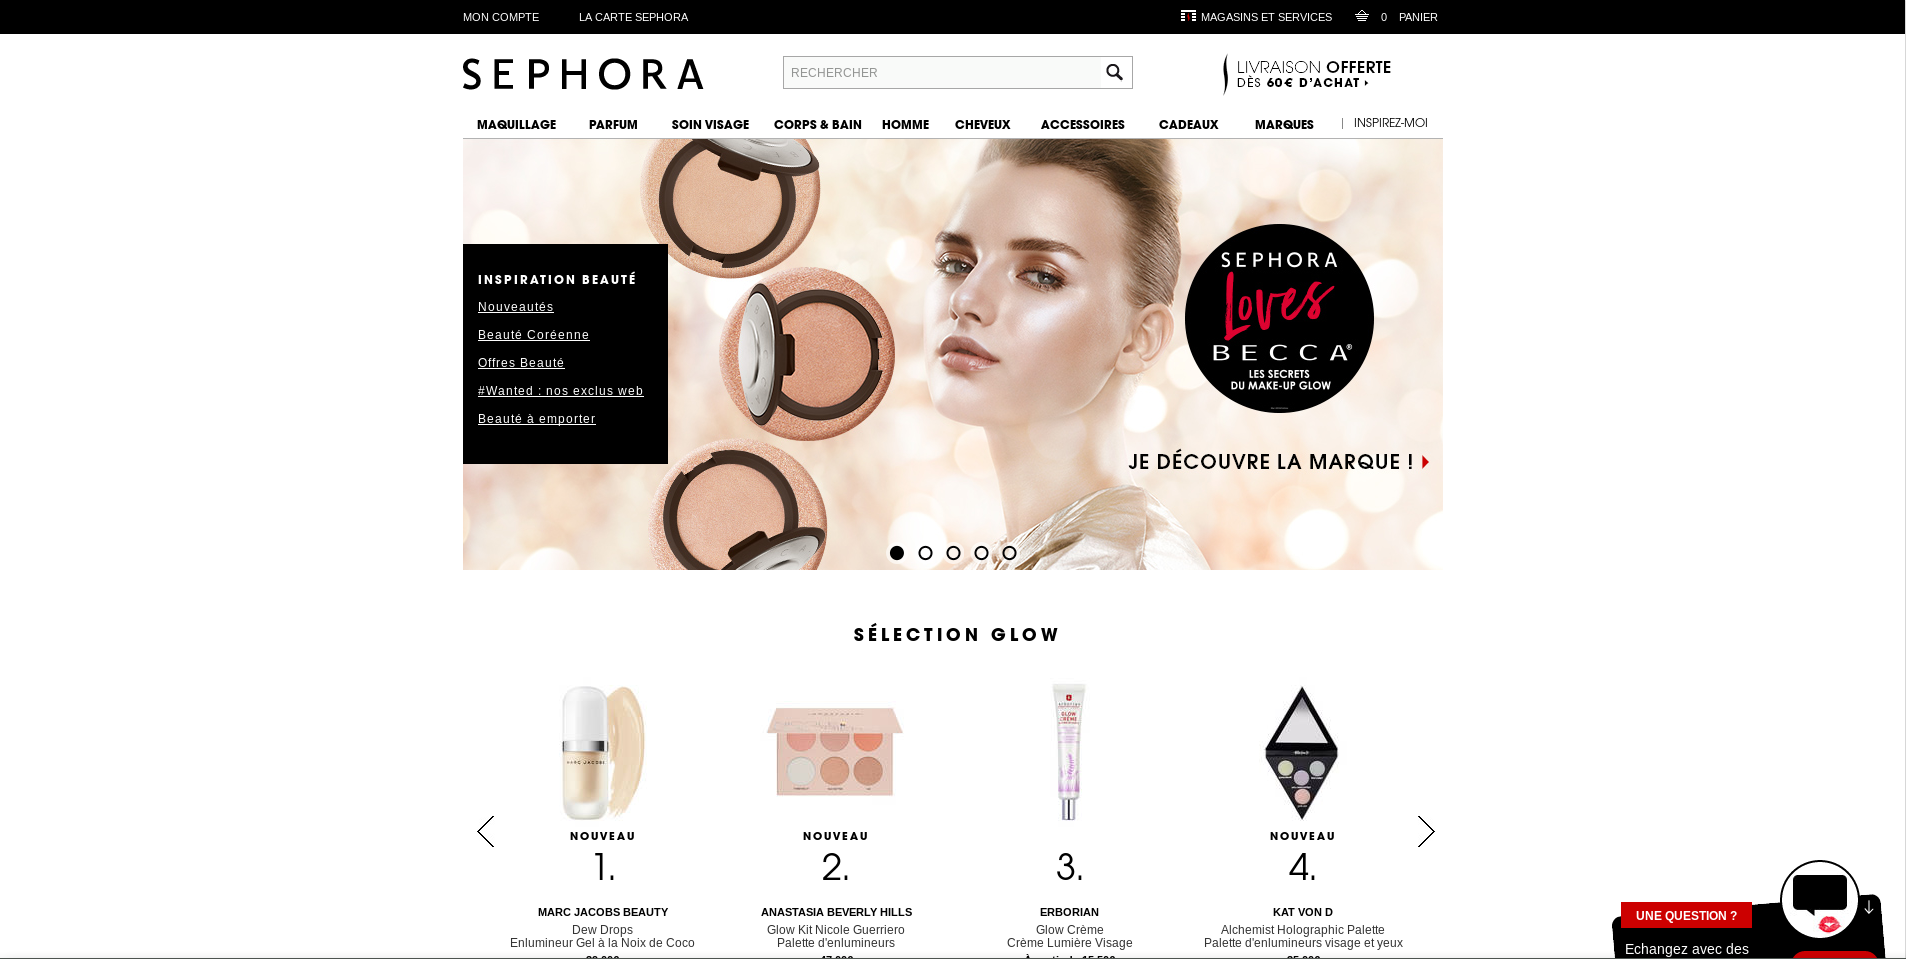 MON COMPTE
LA CARTE SEPHORA
MAGASINS ET SERVICES
0 PANIER
SEPHORA
RECHERCHER
LIVRAISON OFFERTE
DÈS 60€ D'ACHAT
MAQUILLAGE PARFUM SOIN VISAGE CORPS & BAIN HOMME CHEVEUX ACCESSOIRES CADEAUX MARQUES INSPIREZ-MOI
INSPIRATION BEAUTÉ
Nouveautés
Beauté Coréenne
Offres Beauté
#Wanted : nos exclus web
Beauté à emporter
SEPHORA
Loves
BECCA®
LES SECRETS
DU MAKE-UP GLOW
JE DÉCOUVRE LA MARQUE !
SÉLECTION GLOW
MARC JACOBS
NOUVEAU
1.
MARC JACOBS BEAUTY
Dew Drops
Enlumineur Gel à la Noix de Coco
NOUVEAU
2.
ANASTASIA BEVERLY HILLS
Glow Kit Nicole Guerriero
Palette d'enlumineurs
GLOW
CRÈME
3.
ERBORIAN
Glow Crème
Crème Lumière Visage
NOUVEAU
4.
KAT VON D
Alchemist Holographic Palette
Palette d'enlumineurs visage et yeux
UNE QUESTION ?
Echangez avec des